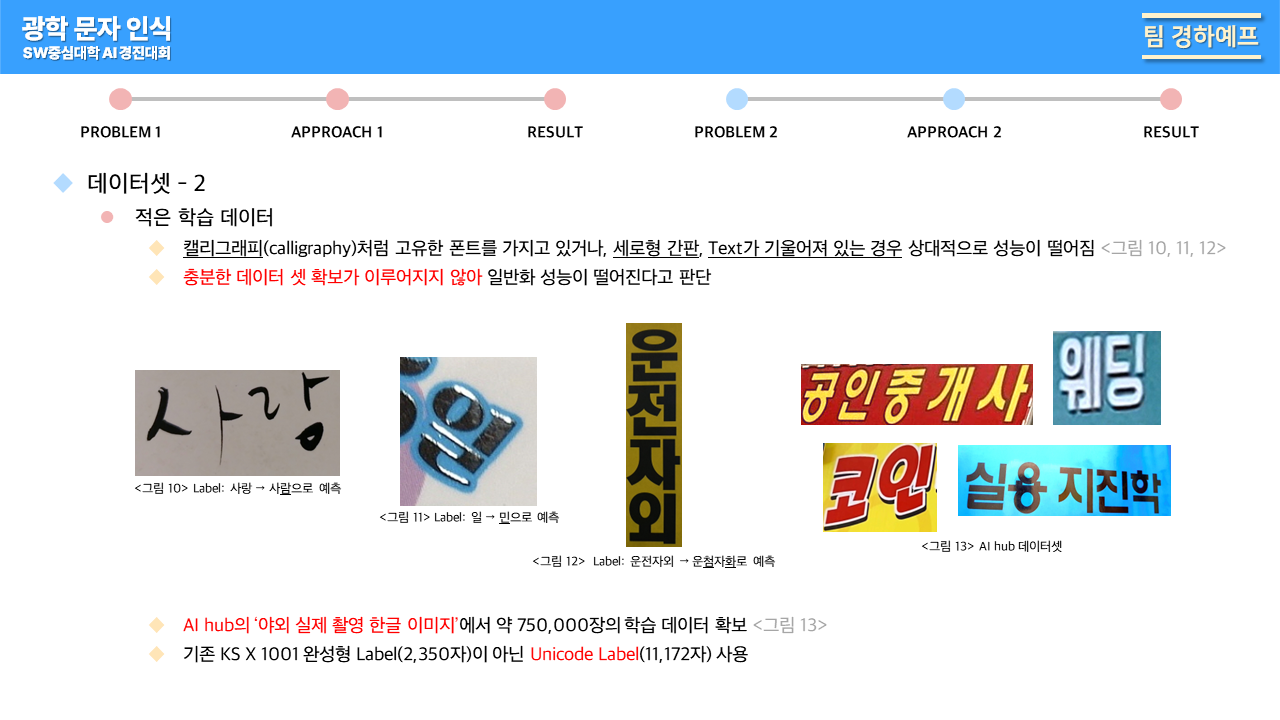 광학 문자 인식
SW중심대학 AI 경진대회
팀 경하예프
PROBLEM 1
APPROACH 1
RESULT
PROBLEM 2
APPROACH 2
RESULT
데이터셋 - 2
적은 학습 데이터
캘리그래피(calligraphy)처럼 고유한 폰트를 가지고 있거나, 세로형 간판, Text가 기울어져 있는 경우 상대적으로 성능이 떨어짐 <그림 10, 11, 12>
충분한 데이터 셋 확보가 이루어지지 않아 일반화 성능이 떨어진다고 판단
사랑
<그림 10> Label: 사랑 → 사람으로 예측
일
<그림 11> Label: 일 → 민으로 예측
운전자외
<그림 12> Label: 운전자외 → 운첨자화로 예측
공인중개사
웨딩
코인
실용 지진학
<그림 13> AI hub 데이터셋
AI hub의 ‘야외 실제 촬영 한글 이미지’에서 약 750,000장의 학습 데이터 확보 <그림 13>
기존 KS X 1001 완성형 Label(2,350자)이 아닌 Unicode Label(11,172자) 사용